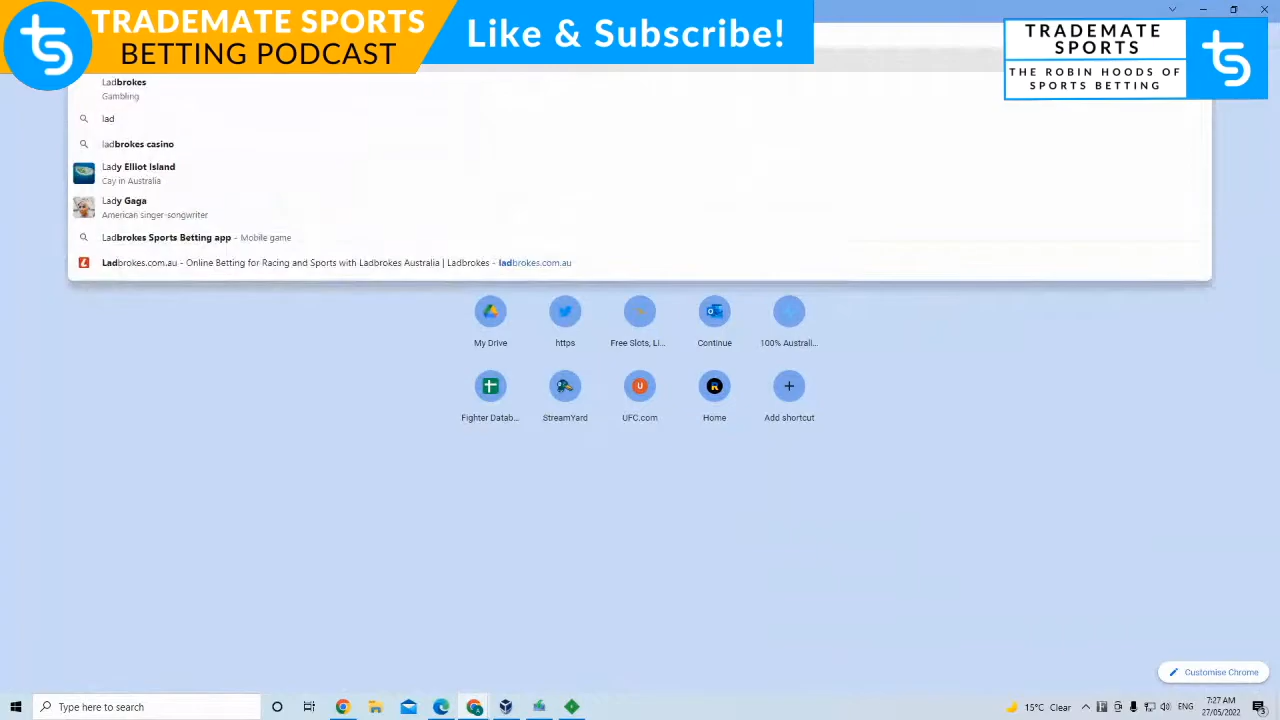 TRADEMATE SPORTS
BETTING PODCAST
Like & Subscribe!
TRADEMATE
SPORTS
THE ROBIN HOODS OF
SPORTS BETTING
ts
ts
Ladbrokes
Gambling
lad
ladbrokes casino
Lady Elliot Island
Cay in Australia
Lady Gaga
American singer-songwriter
Ladbrokes Sports Betting app - Mobile game
Ladbrokes.com.au - Online Betting for Racing and Sports with Ladbrokes Australia | Ladbrokes - ladbrokes.com.au
My Drive
https
Free Slots, Li...
Continue
100% Australi...
Fighter Datab...
StreamYard
UFC.com
Home
Add shortcut
Customise Chrome
Type here to search
15°C Clear
ENG
7:27 AM
27/05/2022